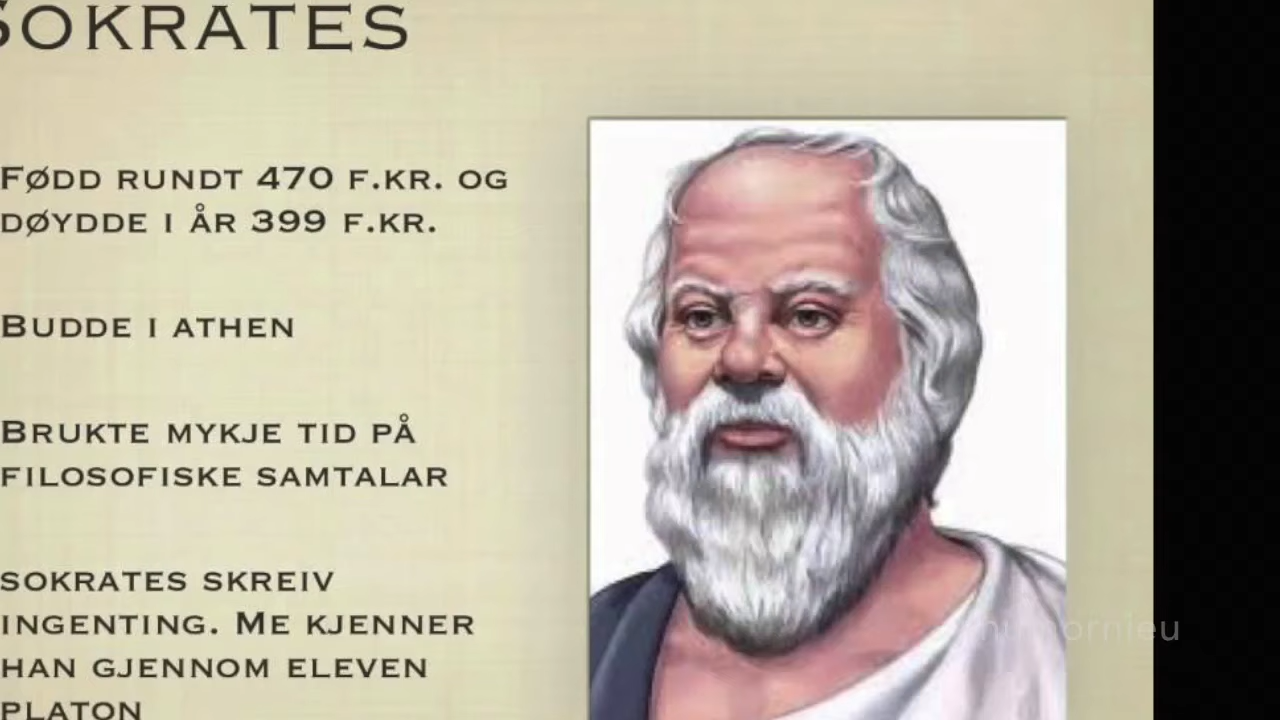 SOKRATES
FØDD RUNDT 470 F.KR. OG
DØYDDE I ÅR 399 F.KR.
BUDDE I ATHEN
BRUKTE MYKJE TID PÅ
FILOSOFISKE SAMTALAR
SOKRATES SKREIV
INGENTING. ME KJENNER
HAN GJENNOM ELEVEN
PLATON